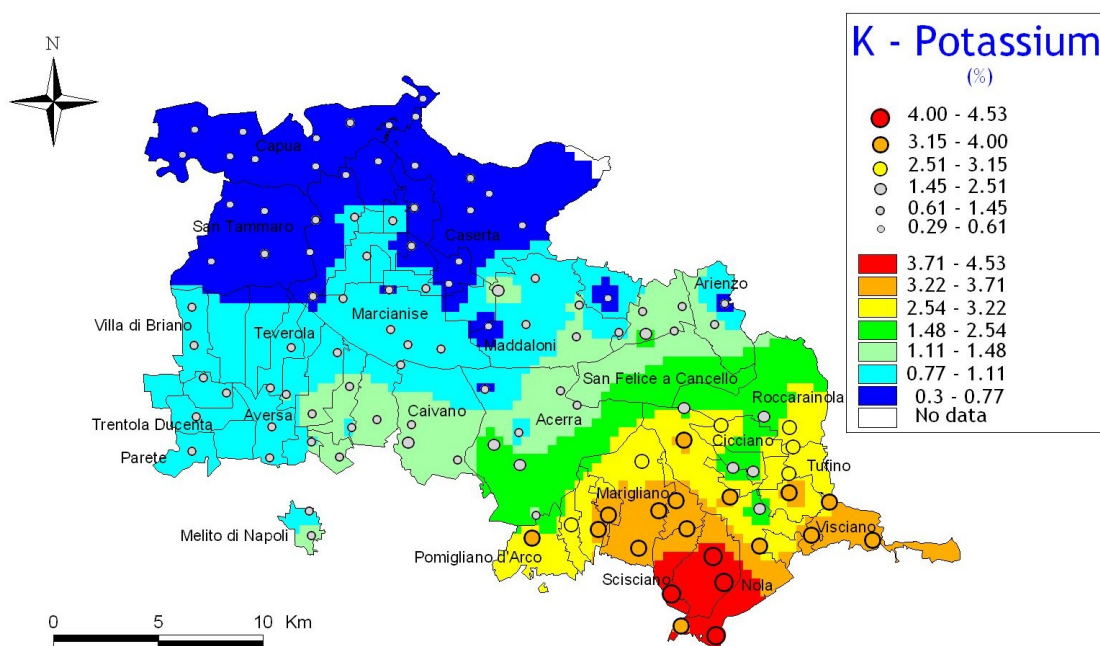 K - Potassium
(%)
4.00 - 4.53
3.15 - 4.00
2.51 - 3.15
1.45 - 2.51
0.61 - 1.45
0.29 - 0.61
3.71 - 4.53
3.22 - 3.71
2.54 - 3.22
1.48 - 2.54
1.11 - 1.48
0.77 - 1.11
0.3 - 0.77
No data
N
Capua
San Tammaro
Caserta
Arienzo
Villa di Briano
Teverola
Marcianise
Maddaloni
San Felice a Cancello
Roccarainola
Trentola Ducenta
Aversa
Caivano
Acerra
Cicciano
Parete
Tufino
Marigliano
Visciano
Melito di Napoli
Pomigliano d'Arco
Scisciano
Nola
0 5 10 Km